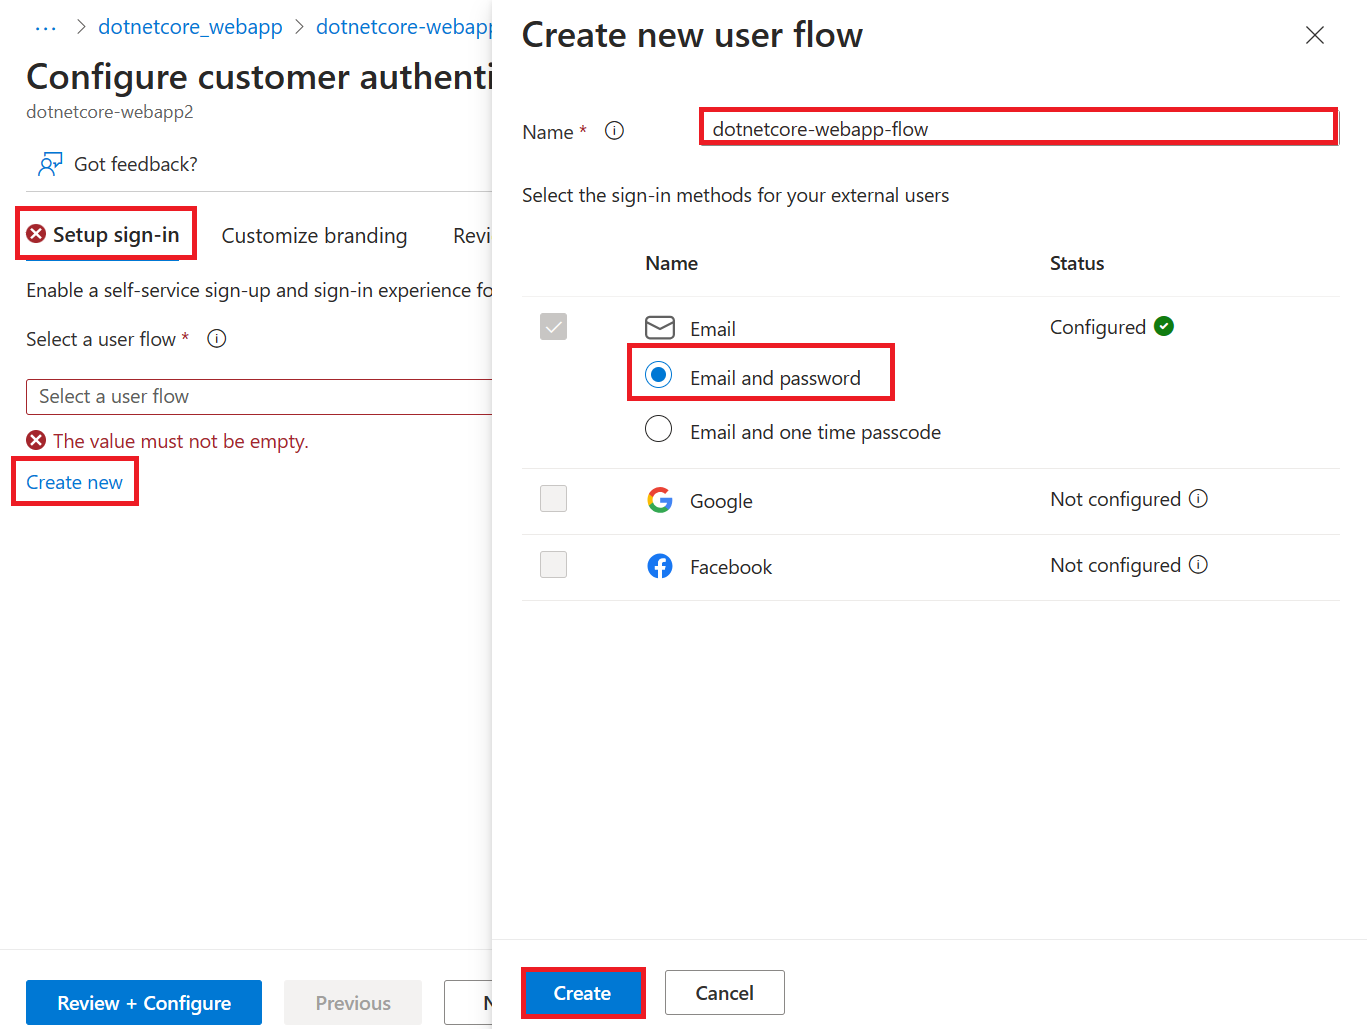 ... > dotnetcore_webapp > dotnetcore-webapp
Configure customer authenti
dotnetcore-webapp2
Got feedback?
Setup sign-in Customize branding Revi
Enable a self-service sign-up and sign-in experience fo
Select a user flow *
Select a user flow
The value must not be empty.
Create new
Review + Configure Previous N
Create new user flow
Name * dotnetcore-webapp-flow
Select the sign-in methods for your external users
Name Status
Email Configured
Email and password
Email and one time passcode
Google Not configured
Facebook Not configured
Create Cancel